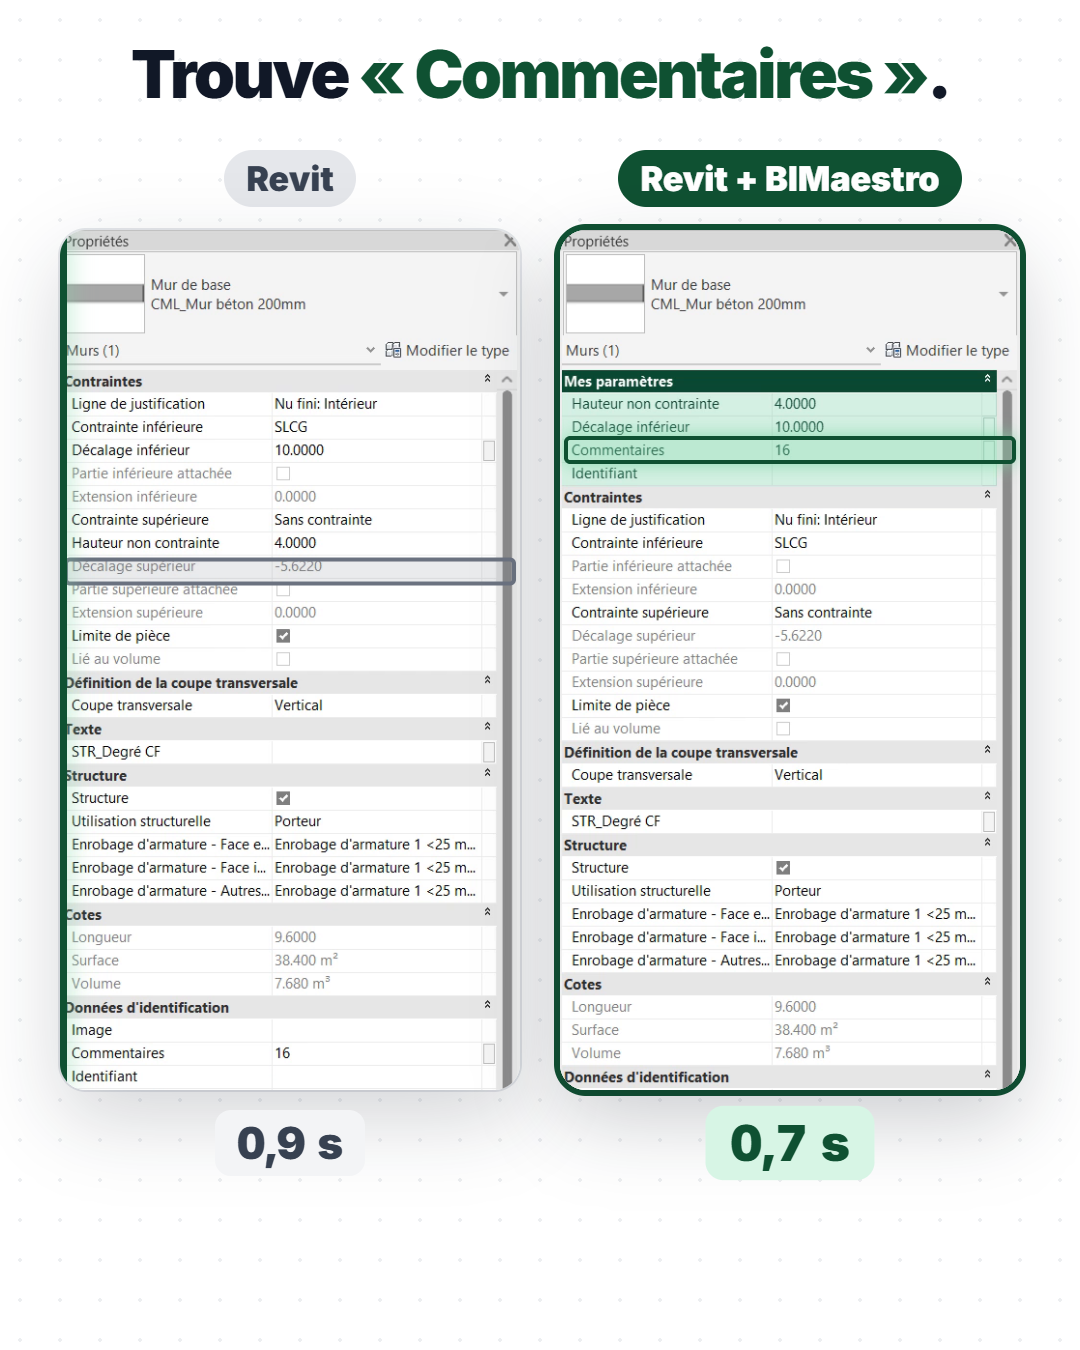 Trouve « Commentaires ».
Revit
Propriétés
Mur de base
CML_Mur béton 200mm
Murs (1)
Modifier le type
Contraintes
Ligne de justification Nu fini: Intérieur
Contrainte inférieure SLCG
Décalage inférieur 10.0000
Partie inférieure attachée
Extension inférieure 0.0000
Contrainte supérieure Sans contrainte
Hauteur non contrainte 4.0000
Décalage supérieur -5.6220
Partie supérieure attachée
Extension supérieure 0.0000
Limite de pièce
Lié au volume
Définition de la coupe transversale
Coupe transversale Vertical
Texte
STR_Degré CF
Structure
Structure
Utilisation structurelle Porteur
Enrobage d'armature - Face e... Enrobage d'armature 1 <25 m...
Enrobage d'armature - Face i... Enrobage d'armature 1 <25 m...
Enrobage d'armature - Autres... Enrobage d'armature 1 <25 m...
Cotes
Longueur 9.6000
Surface 38.400 m²
Volume 7.680 m³
Données d'identification
Image
Commentaires 16
Identifiant
0,9 s
Revit + BIMaestro
Propriétés
Mur de base
CML_Mur béton 200mm
Murs (1)
Modifier le type
Mes paramètres
Hauteur non contrainte 4.0000
Décalage inférieur 10.0000
Commentaires 16
Identifiant
Contraintes
Ligne de justification Nu fini: Intérieur
Contrainte inférieure SLCG
Partie inférieure attachée
Extension inférieure 0.0000
Contrainte supérieure Sans contrainte
Décalage supérieur -5.6220
Partie supérieure attachée
Extension supérieure 0.0000
Limite de pièce
Lié au volume
Définition de la coupe transversale
Coupe transversale Vertical
Texte
STR_Degré CF
Structure
Structure
Utilisation structurelle Porteur
Enrobage d'armature - Face e... Enrobage d'armature 1 <25 m...
Enrobage d'armature - Face i... Enrobage d'armature 1 <25 m...
Enrobage d'armature - Autres... Enrobage d'armature 1 <25 m...
Cotes
Longueur 9.6000
Surface 38.400 m²
Volume 7.680 m³
Données d'identification
0,7 s